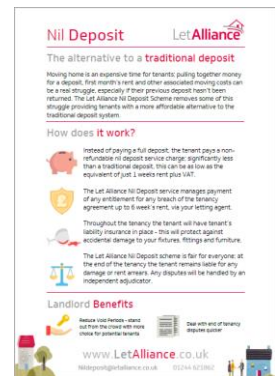 Nil Deposit
LetAlliance
The alternative to a traditional deposit
Moving home is an expensive time for tenants; pulling together money
for a deposit, first month's rent and other associated moving costs can
be a real struggle, especially if their previous deposit hasn't been
returned. The Let Alliance Nil Deposit Scheme removes some of this
struggle providing tenants with a more affordable alternative to the
traditional deposit system.
How does it work?
Instead of paying a full deposit, the tenant pays a non-
refundable nil deposit service charge; significantly less
than a traditional deposit, this can be as low as the
equivalent of just 1 weeks rent plus VAT.
The Let Alliance Nil Deposit service manages payment
of any entitlement for any breach of the tenancy
agreement up to 6 week's rent, via your letting agent.
Throughout the tenancy the tenant will have tenant's
liability insurance in place - this will protect against
accidental damage to your fixtures, fittings and furniture.
The Let Alliance Nil Deposit scheme is fair for everyone: at
the end of the tenancy the tenant remains liable for any
damage or rent arrears. Any disputes will be handled by an
independent adjudicator.
Landlord Benefits
Reduce Void Periods - stand
out from the crowd with more
choice for potential tenants
Deal with end of tenancy
disputes quicker
www.LetAlliance.co.uk
Nildeposit@letalliance.co.uk 01244 621862